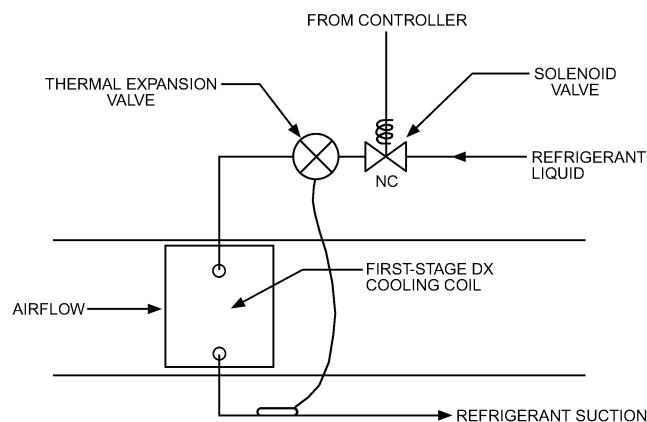 FROM CONTROLLER
THERMAL EXPANSION
VALVE
SOLENOID
VALVE
REFRIGERANT
LIQUID
NC
FIRST-STAGE DX
COOLING COIL
AIRFLOW
REFRIGERANT SUCTION